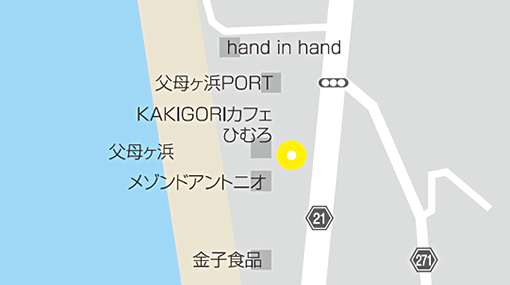 hand in hand
父母ヶ浜PORT
KAKIGORIカフェ
ひむろ
父母ヶ浜
メゾンドアントニオ
21
金子食品
271